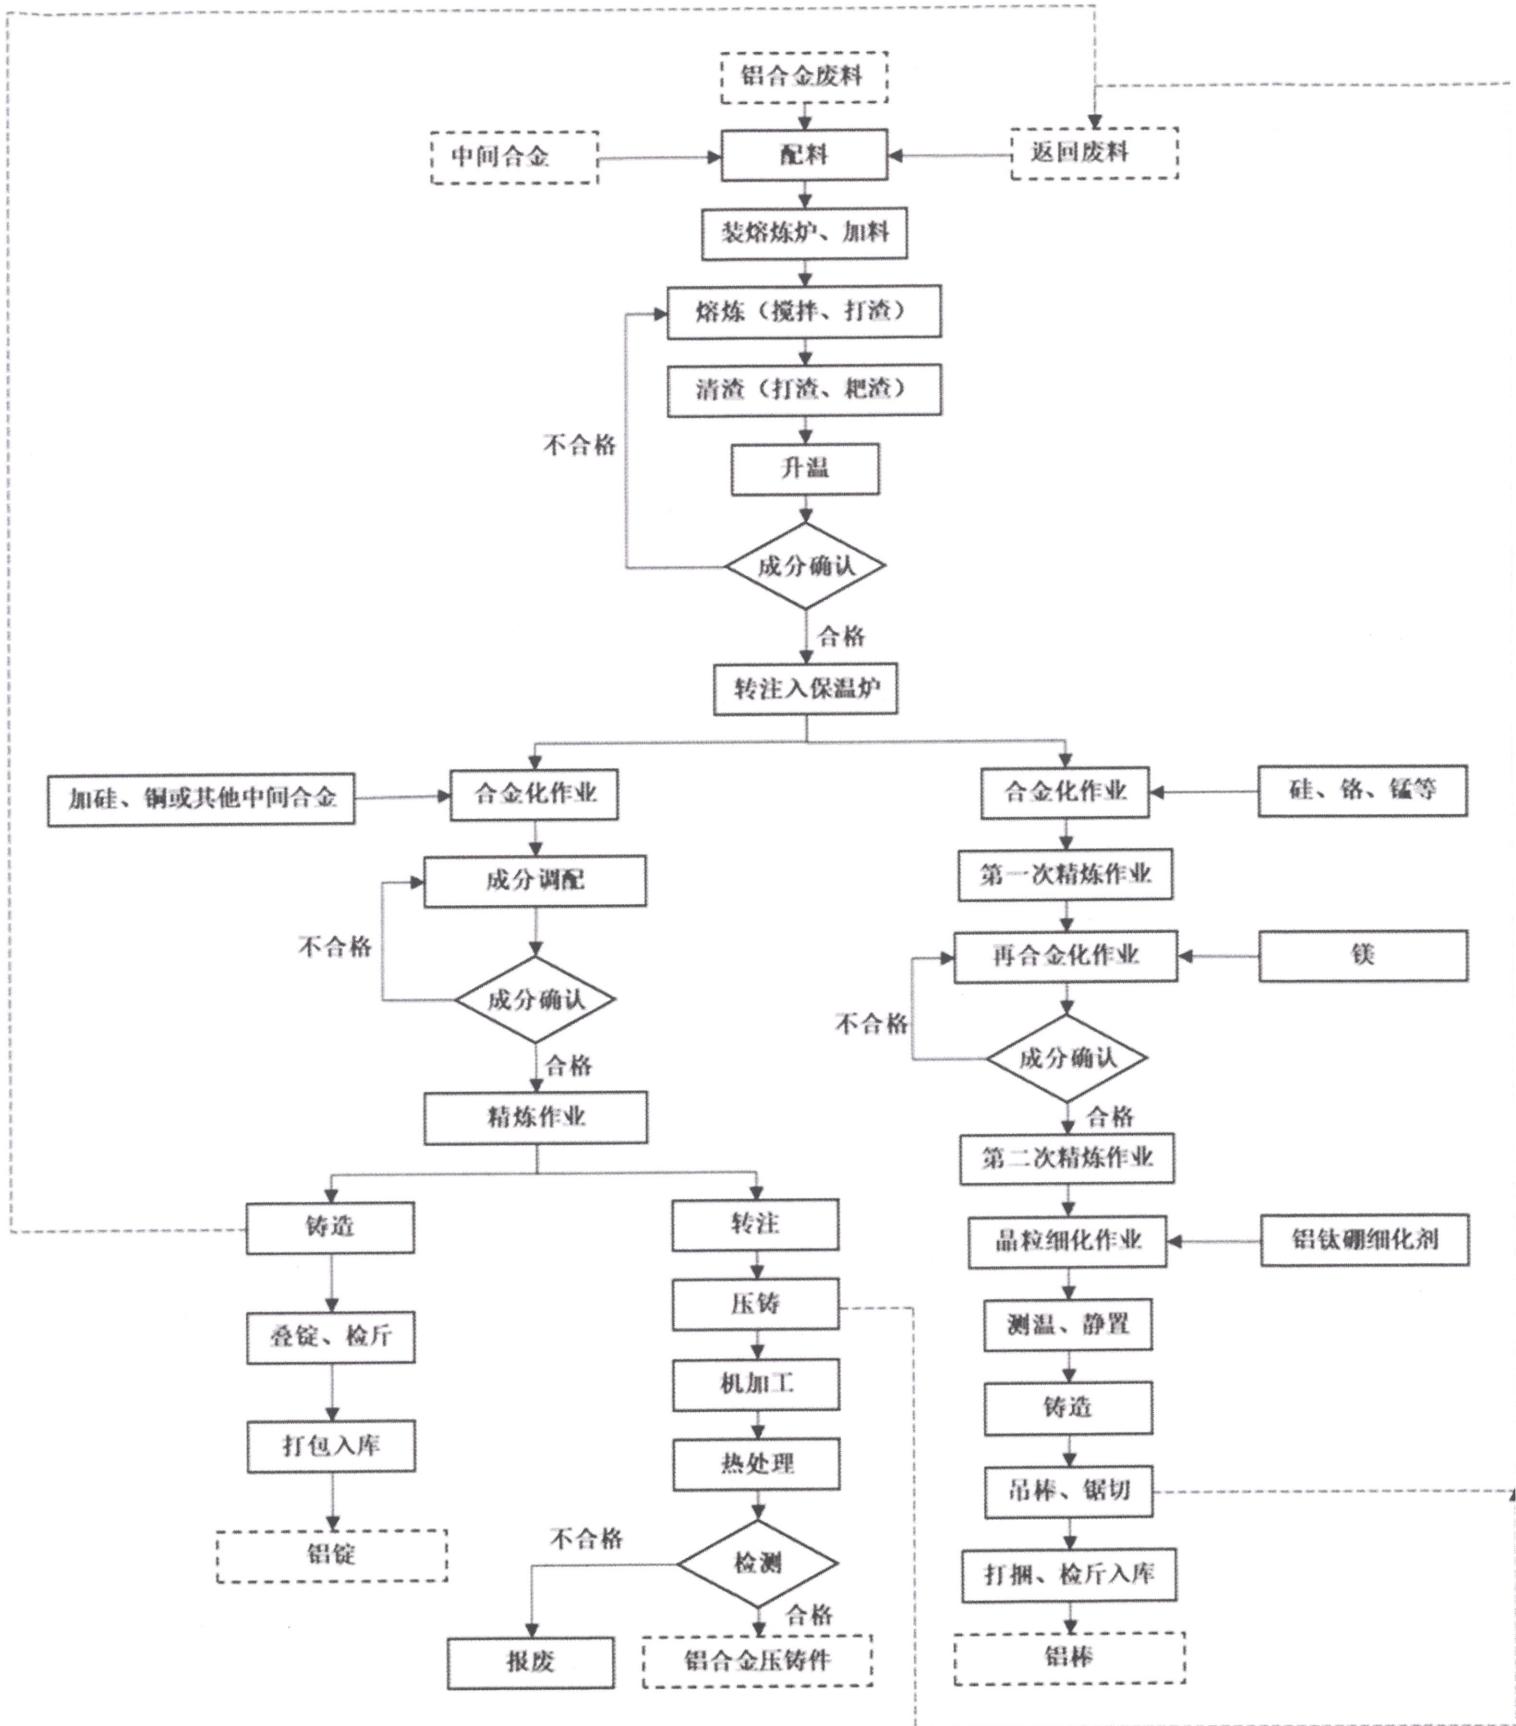 铝合金废料
中间合金
配料
返回废料
装熔炼炉、加料
熔炼（搅拌、打渣）
清渣（打渣、耙渣）
不合格
升温
成分确认
合格
转注入保温炉
加硅、铜或其他中间合金
合金化作业
合金化作业
硅、铬、锰等
成分调配
第一次精炼作业
不合格
再合金化作业
镁
成分确认
不合格
成分确认
合格
合格
精炼作业
第二次精炼作业
铸造
转注
晶粒细化作业
铝钛硼细化剂
叠锭、检斤
压铸
测温、静置
机加工
铸造
打包入库
热处理
吊棒、锯切
铝锭
不合格
检测
打捆、检斤入库
合格
报废
铝合金压铸件
铝棒